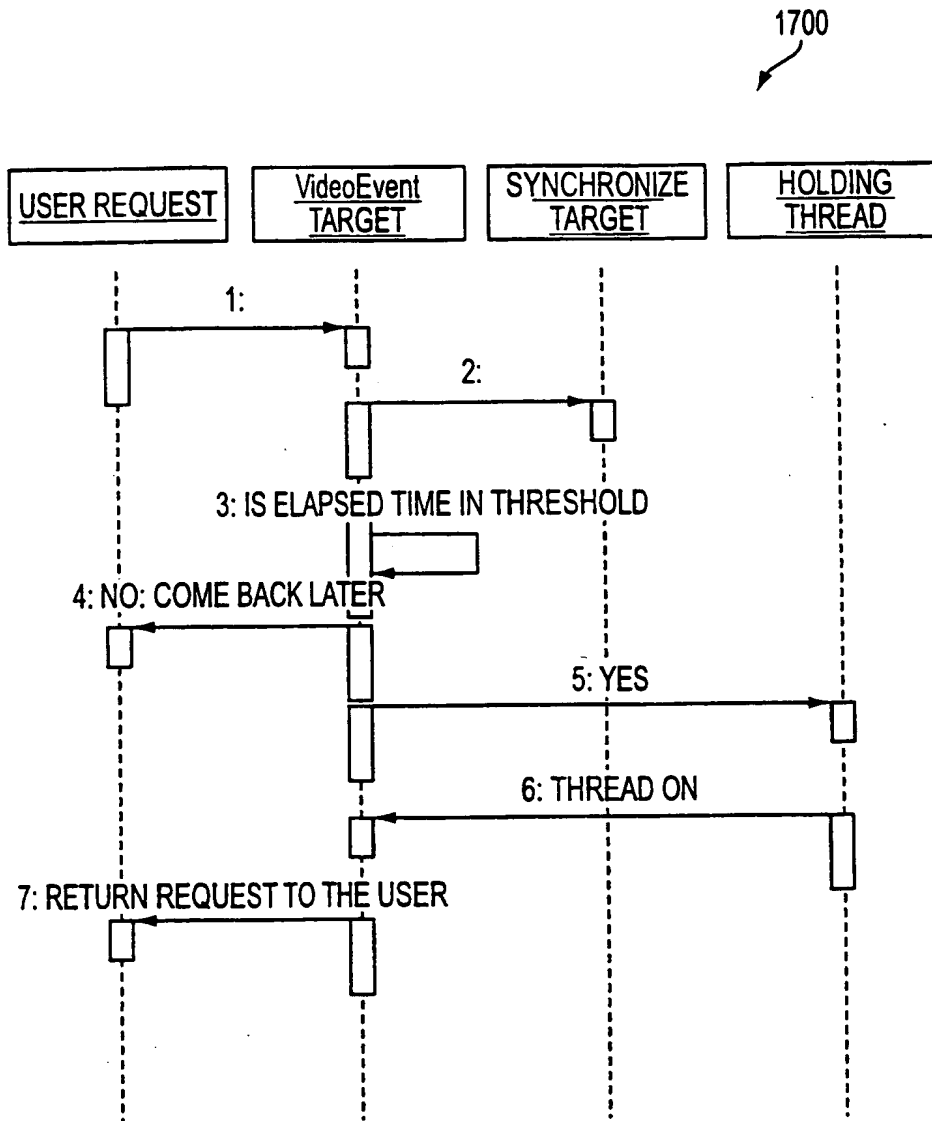 1700
USER REQUEST
VideoEvent
TARGET
SYNCHRONIZE
TARGET
HOLDING
THREAD
1:
2:
3: IS ELAPSED TIME IN THRESHOLD
4: NO: COME BACK LATER
5: YES
6: THREAD ON
7: RETURN REQUEST TO THE USER